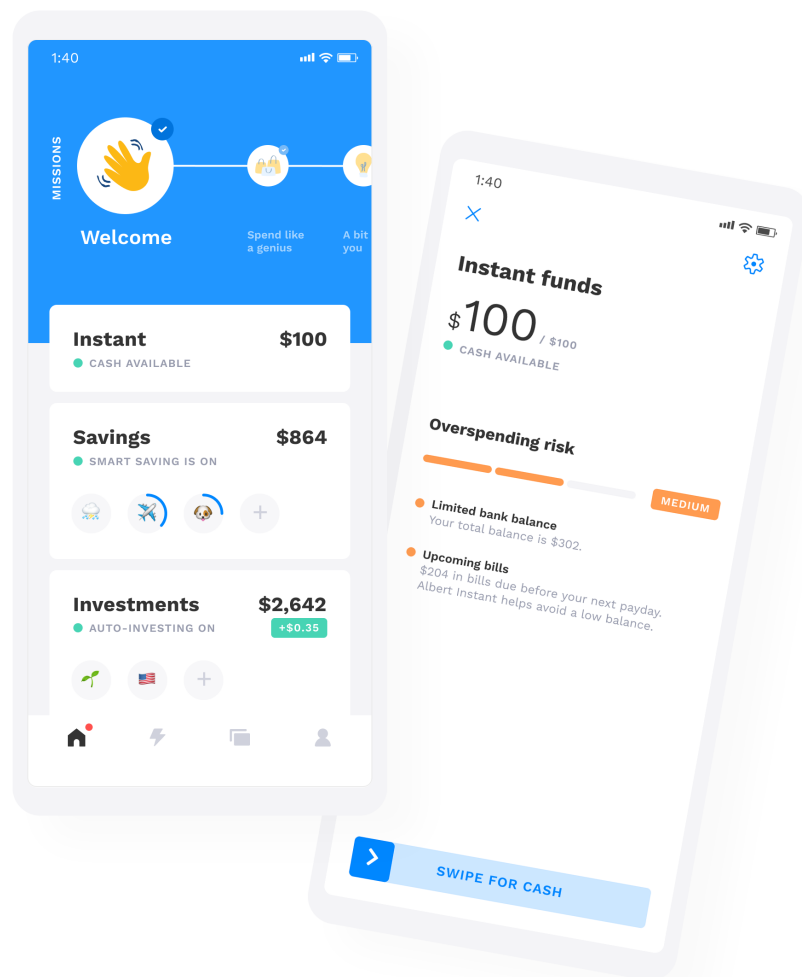 1:40
MISSIONS
Welcome
Spend like
a genius
A bit
you
Instant
$100
CASH AVAILABLE
Savings
$864
SMART SAVING IS ON
Investments
$2,642
AUTO-INVESTING ON
+$0.35
1:40
Instant funds
$100 / $100
CASH AVAILABLE
Overspending risk
MEDIUM
Limited bank balance
Your total balance is $302.
Upcoming bills
$204 in bills due before your next payday.
Albert Instant helps avoid a low balance.
SWIPE FOR CASH